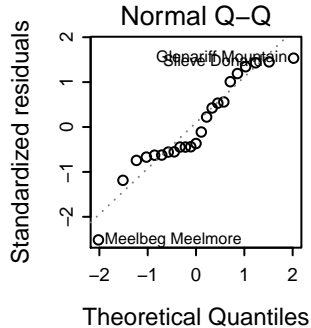 Normal Q−Q
Standardized residuals
2
1
0
−1
−2
Glenariff Mountain
Slieve Donard
Meelbeg Meelmore
−2
−1
0
1
2
Theoretical Quantiles